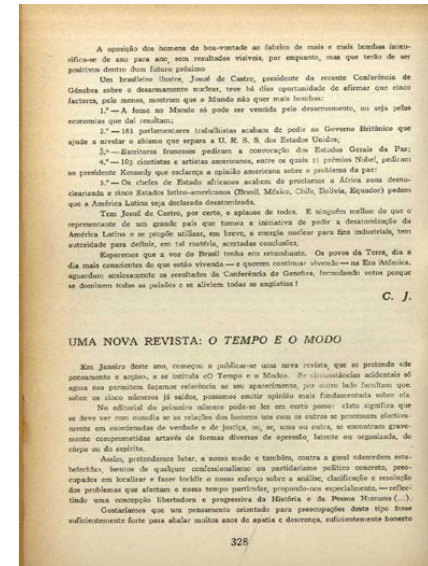 A oposição dos homens de boa-vontade ao fabrico de mais e mais bombas inten-
sifica-se de ano para ano, sem resultados visíveis, por enquanto, mas que terão de ser
positivos dentro dum futuro próximo
Um brasileiro ilustre, Josué de Castro, presidente da recente Conferência de
Génebra sobre o desarmamento nuclear, teve há dias oportunidade de afirmar que cinco
factores, pelo menos, mostram que o Mundo não quer mais bombas:
1.º — A fome no Mundo só pode ser vencida pelo desarmamento, ou seja pelas
economias que daí resultam;
2.º — 163 parlamentares trabalhistas acabam de pedir ao Governo Britânico que
ajude a nivelar o abismo que separa a U. R. S. S. dos Estados Unidos;
3.º — Escritores franceses pediram a convocação dos Estados Gerais da Paz;
4.º — 103 cientistas e artistas americanos, entre os quais 11 prémios Nobel, pediram
ao presidente Kennedy que esclareça a opinião americana sobre o problema da paz;
5.º — Os chefes de Estado africanos acabam de proclamar a África zona desnu-
clearizada e cinco Estados latino-americanos (Brasil, México, Chile, Bolívia, Equador) pedem
que a América Latina seja declarada desatomizada.
Tem Josué de Castro, por certo, o aplauso de todos. E ninguém melhor do que o
representante de um grande país que tomou a iniciativa de pedir a desatomização da
América Latina e se propõe utilizar, em breve, a energia nuclear para fins industriais, tem
autoridade para definir, em tal matéria, acertadas conclusões.
Esperemos que a voz do Brasil tenha eco retumbante. Os povos da Terra, dia a
dia mais conscientes de que estão vivendo — e querem continuar vivendo — na Era Atómica,
aguardam ansiosamente os resultados da Conferência de Genebra, formulando votos porque
se dominem todas as paixões e se aliviem todas as angústias!
C. J.
UMA NOVA REVISTA: O TEMPO E O MODO
Em Janeiro deste ano, começou a publicar-se uma nova revista, que se pretende «de
pensamento e acção», e se intitula «O Tempo e o Modo». Se circunstâncias acidentais só
agora nos permitem façamos referência ao seu aparecimento, por outro lado facultam que,
sobre os cinco números já saídos, possamos emitir opinião mais fundamentada sobre ela.
No editorial do primeiro número pode-se ler em certo passo: «Isto significa que
se deve ver com ousadia se as relações dos homens uns com os outros se processam efectiva-
mente em coordenadas de verdade e de justiça, ou, se, uma ou outra, se encontram grave-
mente comprometidas através de formas diversas de opressão, latente ou organizada, do
corpo ou do espírito.
Assim, pretendemos lutar, a nosso modo e também, contra a geral «desordem esta-
belecida», isentos de qualquer confessionalismo ou partidarismo político concreto, preo-
cupados em localizar e fazer incidir o nosso esforço sobre a análise, clarificação e resolução
dos problemas que afectam o nosso tempo particular, propondo-nos especialmente, — reflec-
tindo uma concepção libertadora e progressiva da História e da Pessoa Humana (...).
Gostaríamos que um pensamento orientado para preocupações deste tipo fosse
suficientemente forte para abalar muitos anos de apatia e descrença, suficientemente honesto
328